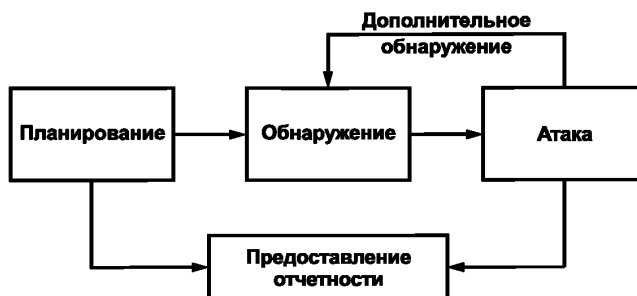 Дополнительное
обнаружение
Планирование
Обнаружение
Атака
Предоставление
отчетности